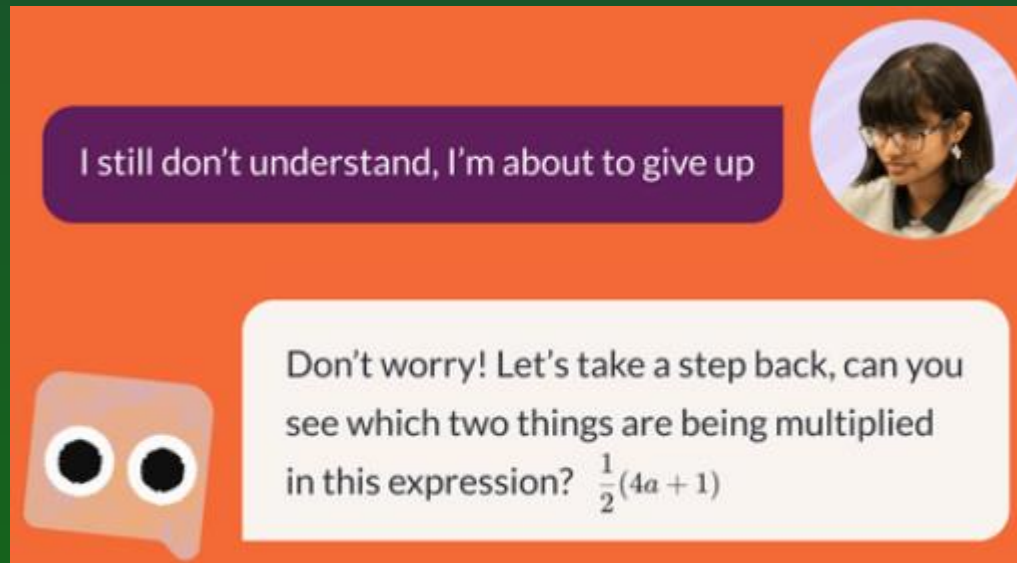 I still don’t understand, I’m about to give up
Don’t worry! Let’s take a step back, can you
see which two things are being multiplied
in this expression? $\frac{1}{2}(4a + 1)$